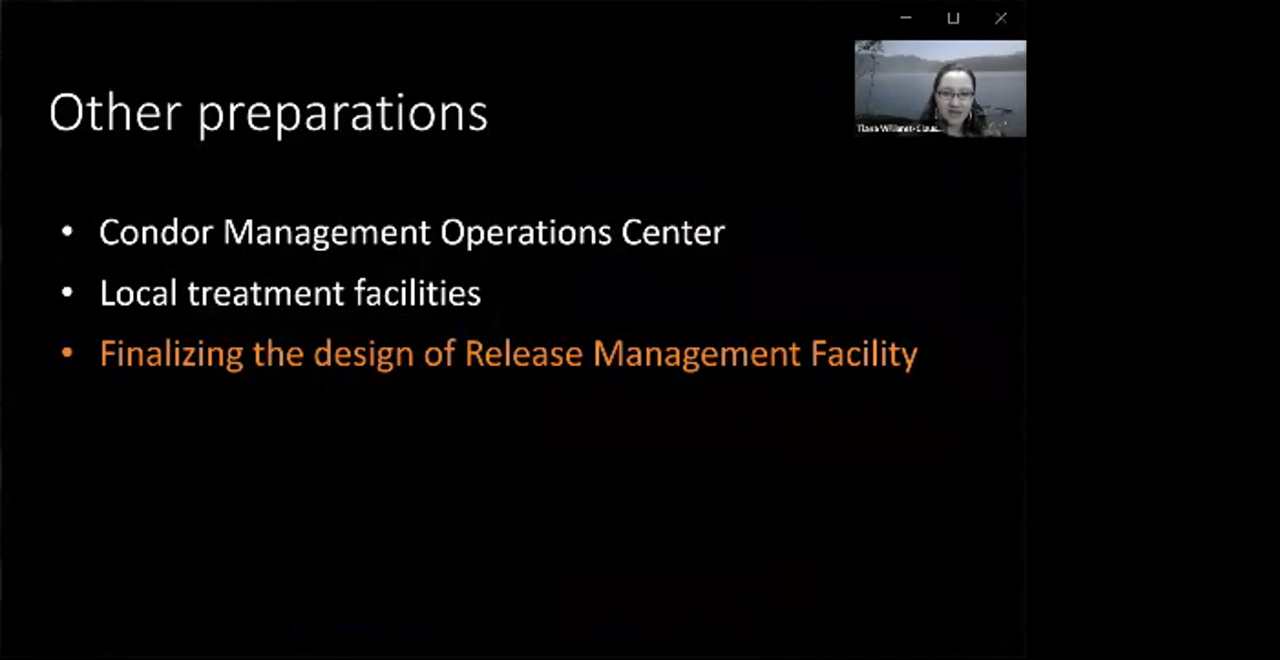 Other preparations
• Condor Management Operations Center
• Local treatment facilities
• Finalizing the design of Release Management Facility